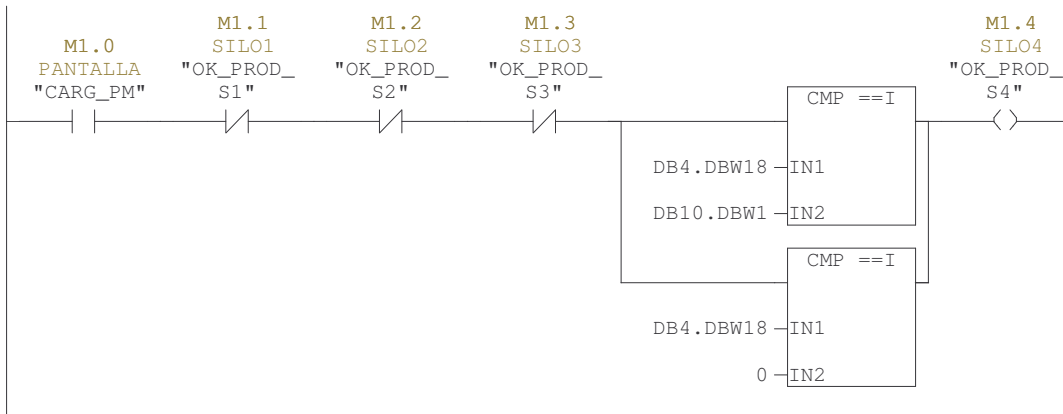 M1.0
PANTALLA
"CARG_PM"
M1.1
SILO1
"OK_PROD_
S1"
M1.2
SILO2
"OK_PROD_
S2"
M1.3
SILO3
"OK_PROD_
S3"
CMP ==I
DB4.DBW18 IN1
DB10.DBW1 IN2
M1.4
SILO4
"OK_PROD_
S4"
CMP ==I
DB4.DBW18 IN1
0 IN2